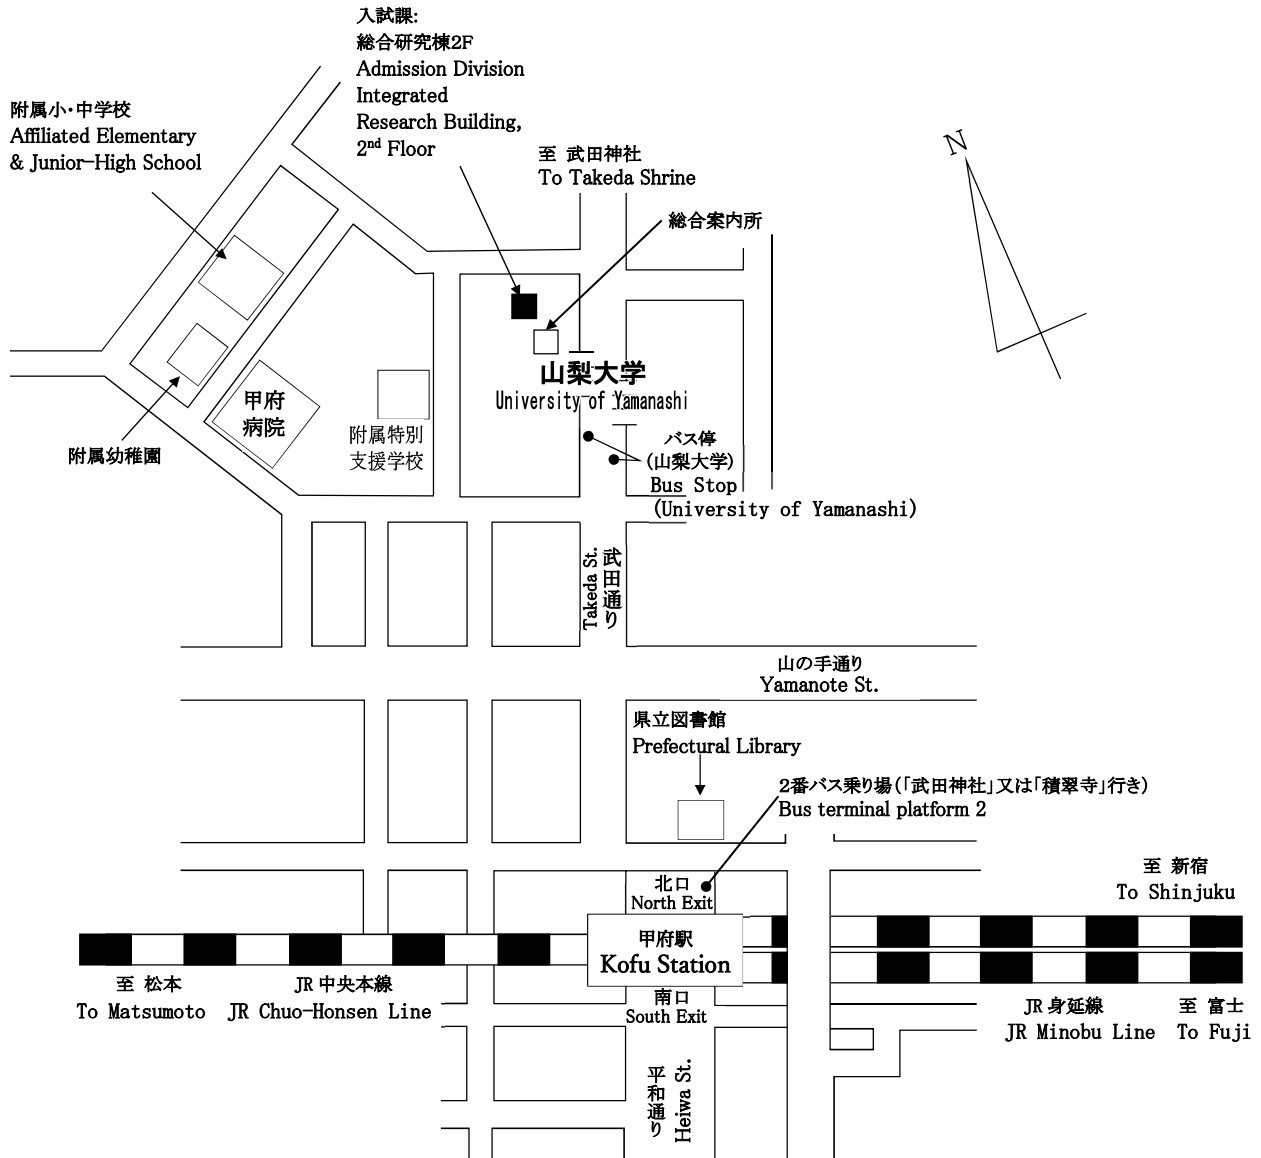 入試課:
総合研究棟2F
Admission Division
Integrated
Research Building,
2nd Floor
附属小・中学校
Affiliated Elementary
& Junior-High School
至 武田神社
To Takeda Shrine
N
総合案内所
山梨大学
University of Yamanashi
甲府
病院
附属特別
支援学校
附属幼稚園
バス停
(山梨大学)
Bus Stop
(University of Yamanashi)
Takeda St.
武田通り
山の手通り
Yamanote St.
県立図書館
Prefectural Library
2番バス乗り場(「武田神社」又は「積翠寺」行き)
Bus terminal platform 2
至 新宿
To Shinjuku
北口
North Exit
甲府駅
Kofu Station
南口
South Exit
至 松本
To Matsumoto
JR 中央本線
JR Chuo-Honsen Line
JR 身延線
JR Minobu Line
至 富士
To Fuji
平和通り
Heiwa St.